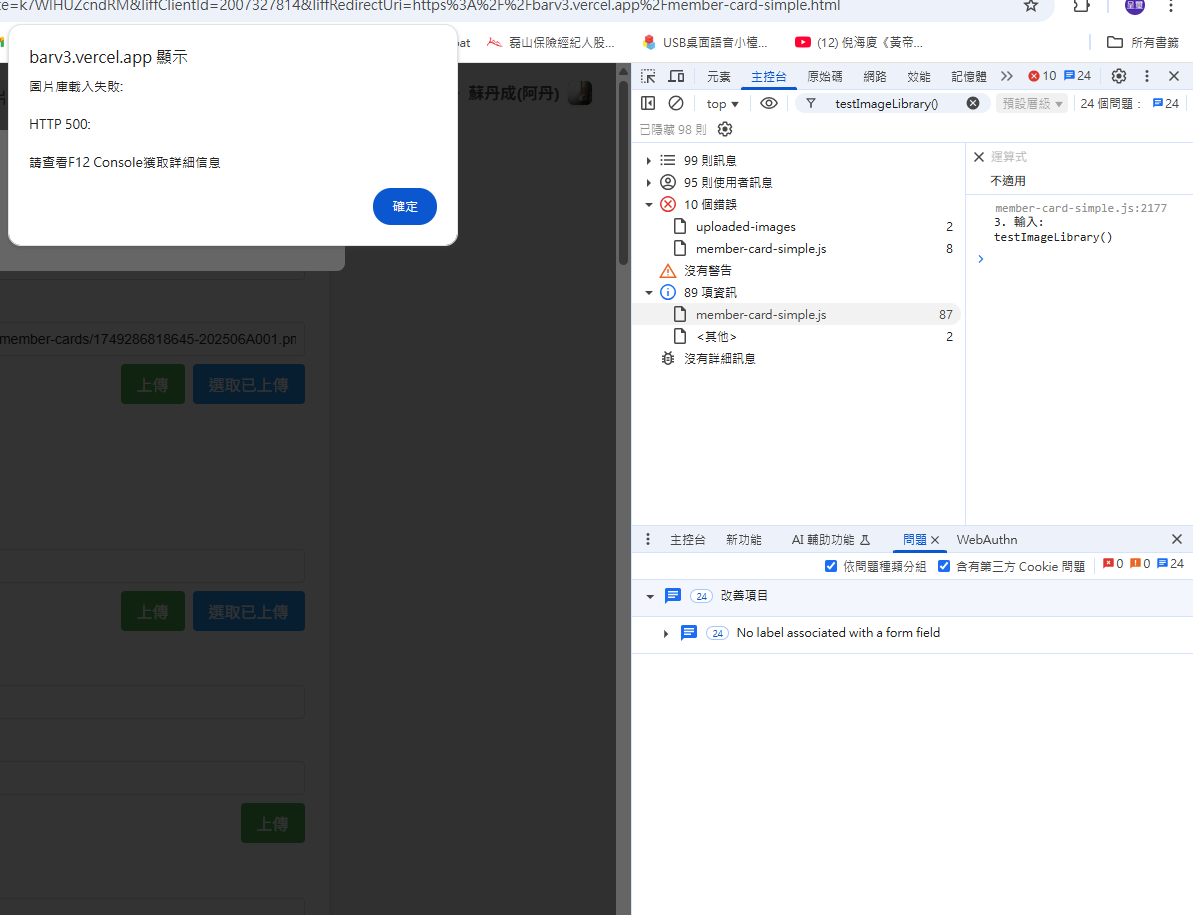 te=k7WlHUZcndRM&liffClientId=2007327814&liffRedirectUri=https%3A%2F%2Fbarv3.vercel.app%2Fmember-card-simple.html
呈璽
at
磊山保險經紀人股...
USB桌面語音小檯...
(12) 倪海廈《黃帝...
所有書籤
barv3.vercel.app 顯示
圖片庫載入失敗:
HTTP 500:
請查看F12 Console獲取詳細信息
確定
蘇丹成(阿丹)
member-cards/1749286818645-202506A001.pn
上傳
選取已上傳
上傳
選取已上傳
上傳
元素
主控台
原始碼
網路
效能
記憶體
10
24
top
testImageLibrary()
預設層級
24 個問題：
24
已隱藏 98 則
99 則訊息
95 則使用者訊息
10 個錯誤
uploaded-images 2
member-card-simple.js 8
沒有警告
89 項資訊
member-card-simple.js 87
<其他> 2
沒有詳細訊息
運算式
不適用
member-card-simple.js:2177
3. 輸入:
testImageLibrary()
主控台
新功能
AI 輔助功能
問題
WebAuthn
依問題種類分組
含有第三方 Cookie 問題
0
0
24
24 改善項目
24 No label associated with a form field